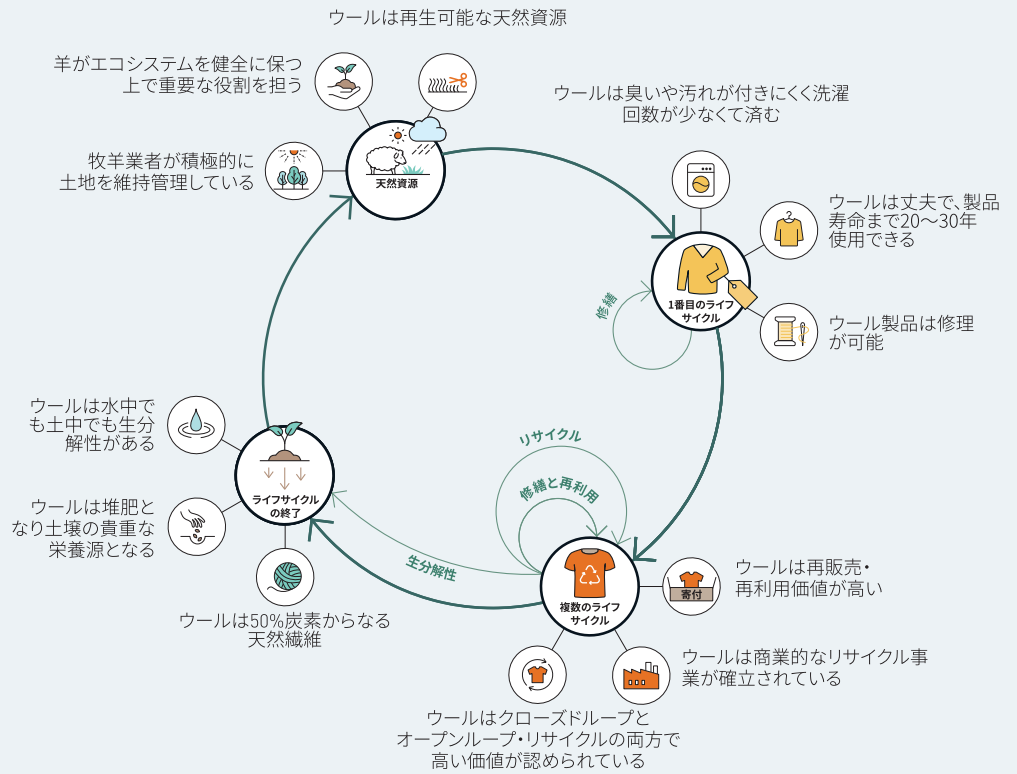 ウールは再生可能な天然資源
羊がエコシステムを健全に保つ
上で重要な役割を担う
牧羊業者が積極的に
土地を維持管理している
天然資源
ウールは臭いや汚れが付きにくく洗濯
回数が少なくて済む
ウールは丈夫で、製品
寿命まで20〜30年
使用できる
ウール製品は修理
が可能
1番目のライフ
サイクル
修繕
リサイクル
修繕と再利用
生分解性
複数のライフ
サイクル
寄付
ウールは再販売・
再利用価値が高い
ウールは商業的なリサイクル事
業が確立されている
ウールはクローズドループと
オープンループ・リサイクルの両方で
高い価値が認められている
ライフサイクル
の終了
ウールは水中で
も土中でも生分
解性がある
ウールは堆肥と
なり土壌の貴重な
栄養源となる
ウールは50%炭素からなる
天然繊維